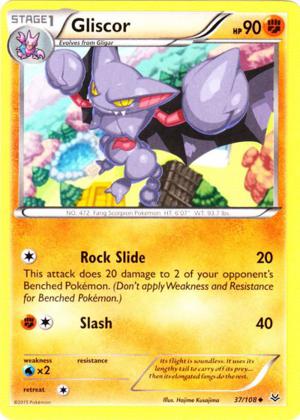 STAGE1
Gliscor
HP 90
Evolves from Gligar
NO. 472 Fang Scorpion Pokémon HT: 6'07" WT: 93.7 lbs.
Rock Slide 20
This attack does 20 damage to 2 of your opponent's
Benched Pokémon. (Don't apply Weakness and Resistance
for Benched Pokémon.)
Slash 40
weakness
resistance
×2
retreat
Its flight is soundless. It uses its
lengthy tail to carry off its prey...
Then its elongated fangs do the rest.
©2015 Pokémon
Illus. Hajime Kusajima
37/108